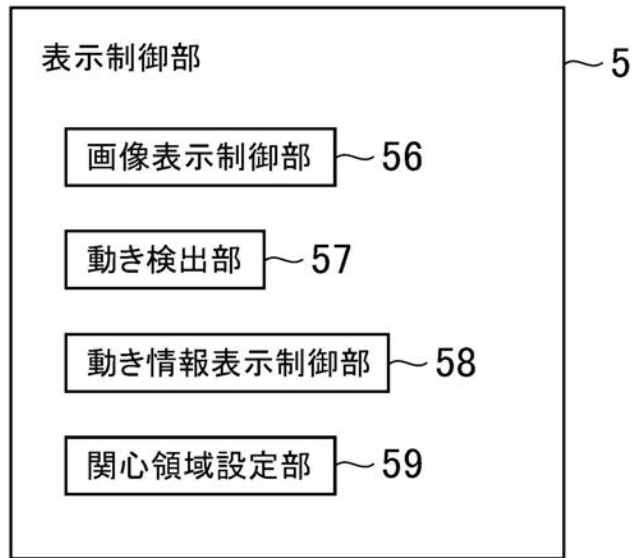 表示制御部
5
画像表示制御部 56
動き検出部 57
動き情報表示制御部 58
関心領域設定部 59